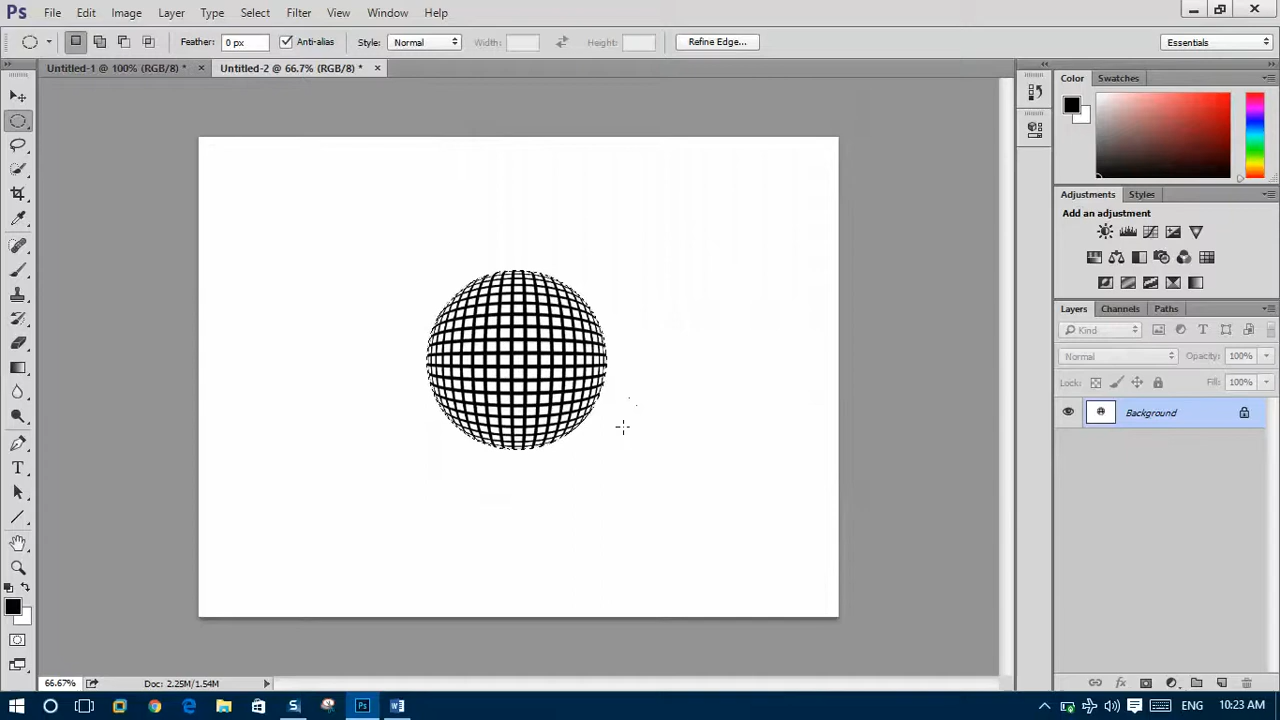 Ps File Edit Image Layer Type Select Filter View Window Help
Feather: 0 px Anti-alias Style: Normal Width: Height: Refine Edge... Essentials
Untitled-1 @ 100% (RGB/8) * × Untitled-2 @ 66.7% (RGB/8) * ×
Color Swatches
Adjustments Styles
Add an adjustment
Layers Channels Paths
Kind
Normal Opacity: 100%
Lock: Fill: 100%
Background
66.67% Doc: 2.25M/1.54M
ENG 10:23 AM